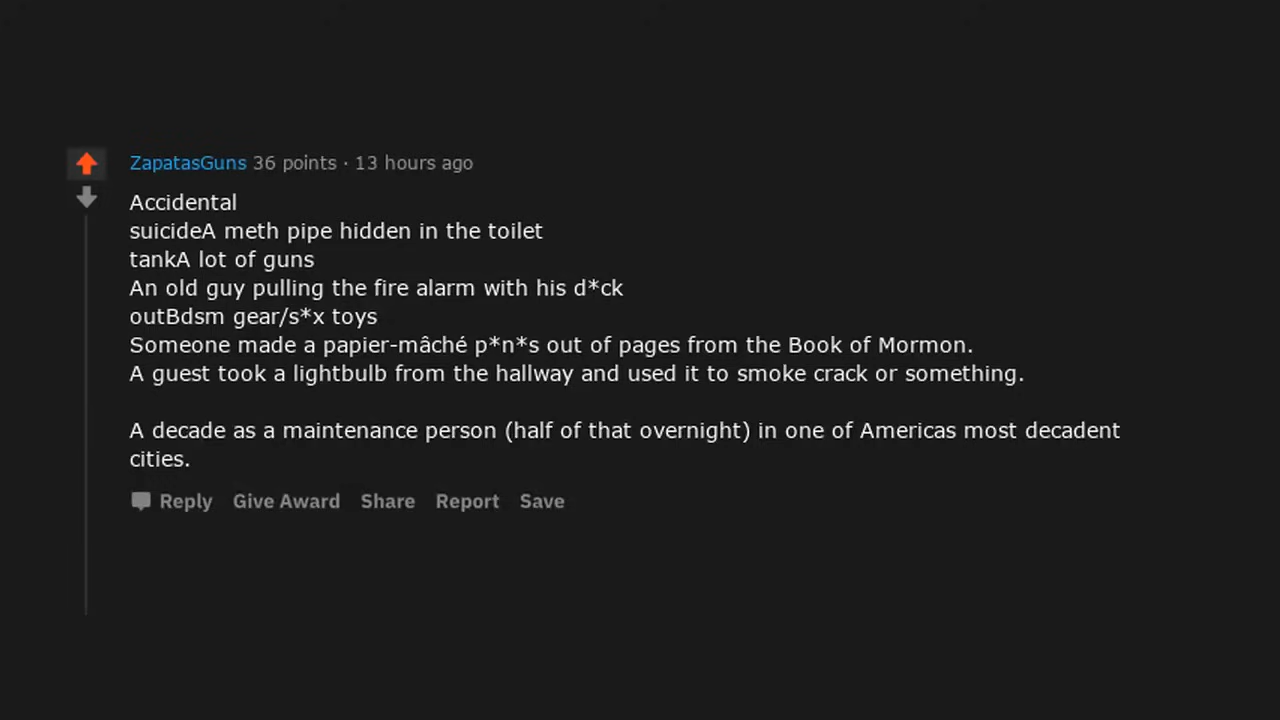 ZapatasGuns 36 points · 13 hours ago
Accidental
suicideA meth pipe hidden in the toilet
tankA lot of guns
An old guy pulling the fire alarm with his d*ck
outBdsm gear/s*x toys
Someone made a papier-mâché p*n*s out of pages from the Book of Mormon.
A guest took a lightbulb from the hallway and used it to smoke crack or something.
A decade as a maintenance person (half of that overnight) in one of Americas most decadent
cities.
Reply Give Award Share Report Save